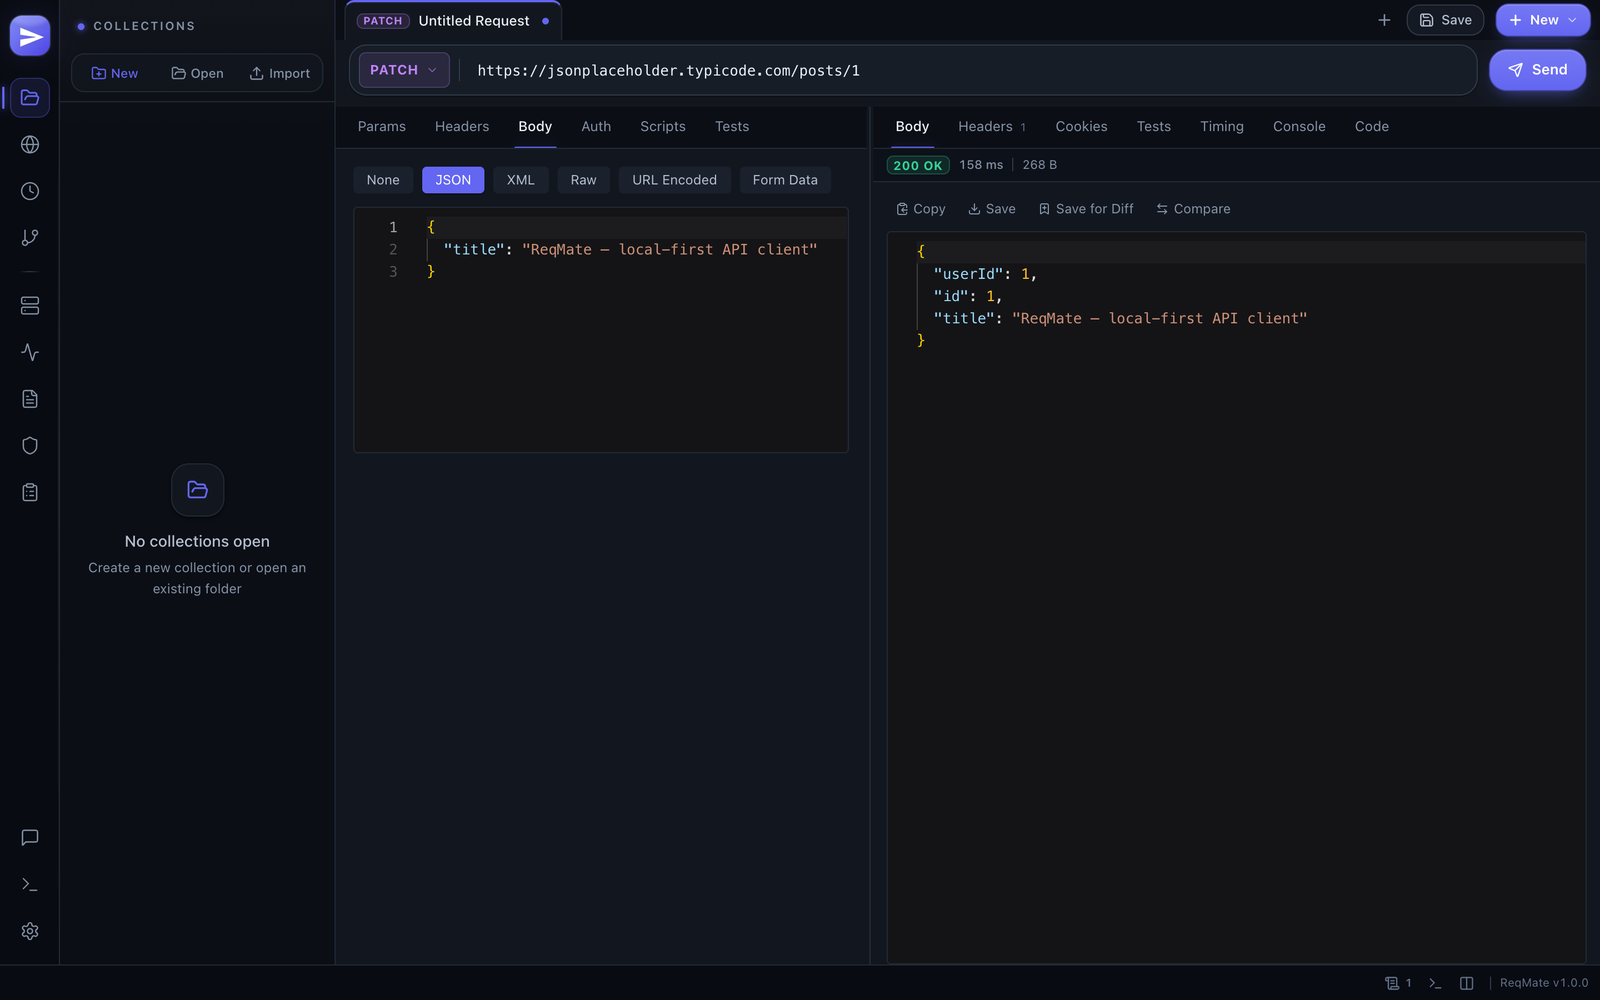 COLLECTIONS
New
Open
Import
No collections open
Create a new collection or open an
existing folder
PATCH Untitled Request
Save
New
PATCH
https://jsonplaceholder.typicode.com/posts/1
Send
Params
Headers
Body
Auth
Scripts
Tests
None
JSON
XML
Raw
URL Encoded
Form Data
1 {
2 "title": "ReqMate — local-first API client"
3 }
Body
Headers 1
Cookies
Tests
Timing
Console
Code
200 OK 158 ms 268 B
Copy
Save
Save for Diff
Compare
{
"userId": 1,
"id": 1,
"title": "ReqMate — local-first API client"
}
1
ReqMate v1.0.0